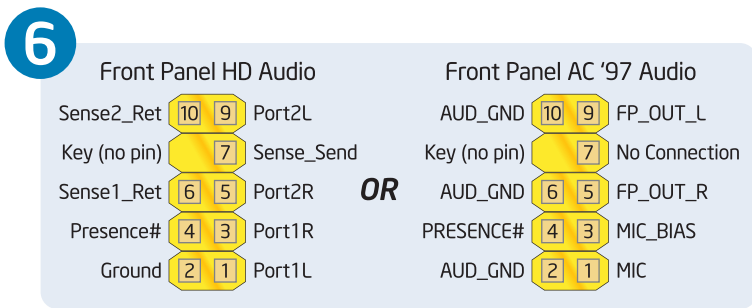 6
Front Panel HD Audio
Sense2_Ret 10 9 Port2L
Key (no pin) 7 Sense_Send
Sense1_Ret 6 5 Port2R
Presence# 4 3 Port1R
Ground 2 1 Port1L
OR
Front Panel AC '97 Audio
AUD_GND 10 9 FP_OUT_L
Key (no pin) 7 No Connection
AUD_GND 6 5 FP_OUT_R
PRESENCE# 4 3 MIC_BIAS
AUD_GND 2 1 MIC